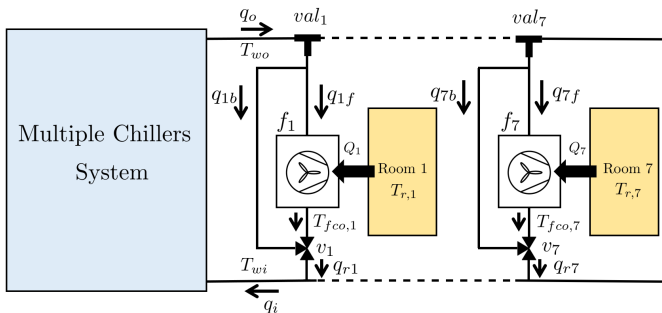 q_o
val_1
val_7
T_wo
q_1b
q_1f
q_7b
q_7f
f_1
f_7
Multiple Chillers
System
Q_1
Room 1
T_r,1
Q_7
Room 7
T_r,7
T_fco,1
T_fco,7
v_1
v_7
T_wi
q_r1
q_r7
q_i